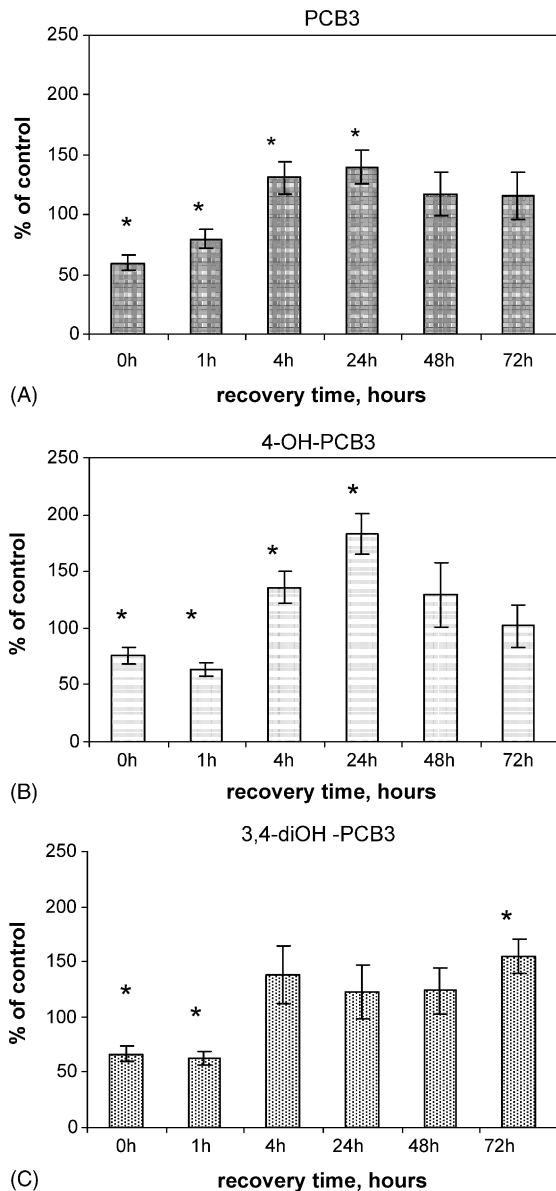 PCB3
250
200
150
100
50
0
% of control
* * * *
0h 1h 4h 24h 48h 72h
(A) recovery time, hours
4-OH-PCB3
250
200
150
100
50
0
% of control
* * * *
0h 1h 4h 24h 48h 72h
(B) recovery time, hours
3,4-diOH -PCB3
250
200
150
100
50
0
% of control
* * *
0h 1h 4h 24h 48h 72h
(C) recovery time, hours